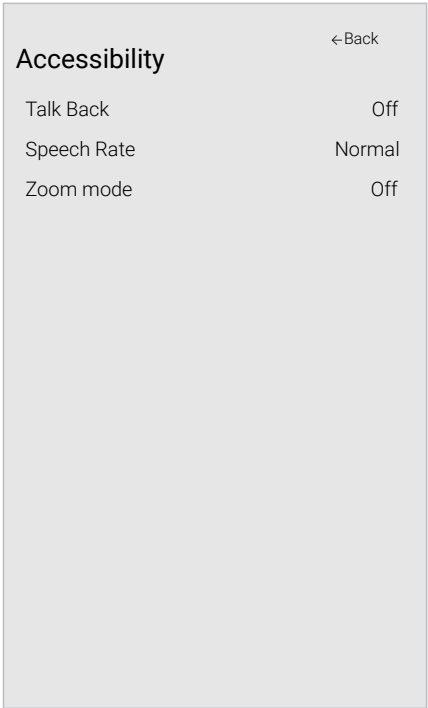 ←Back
Accessibility
Talk Back Off
Speech Rate Normal
Zoom mode Off